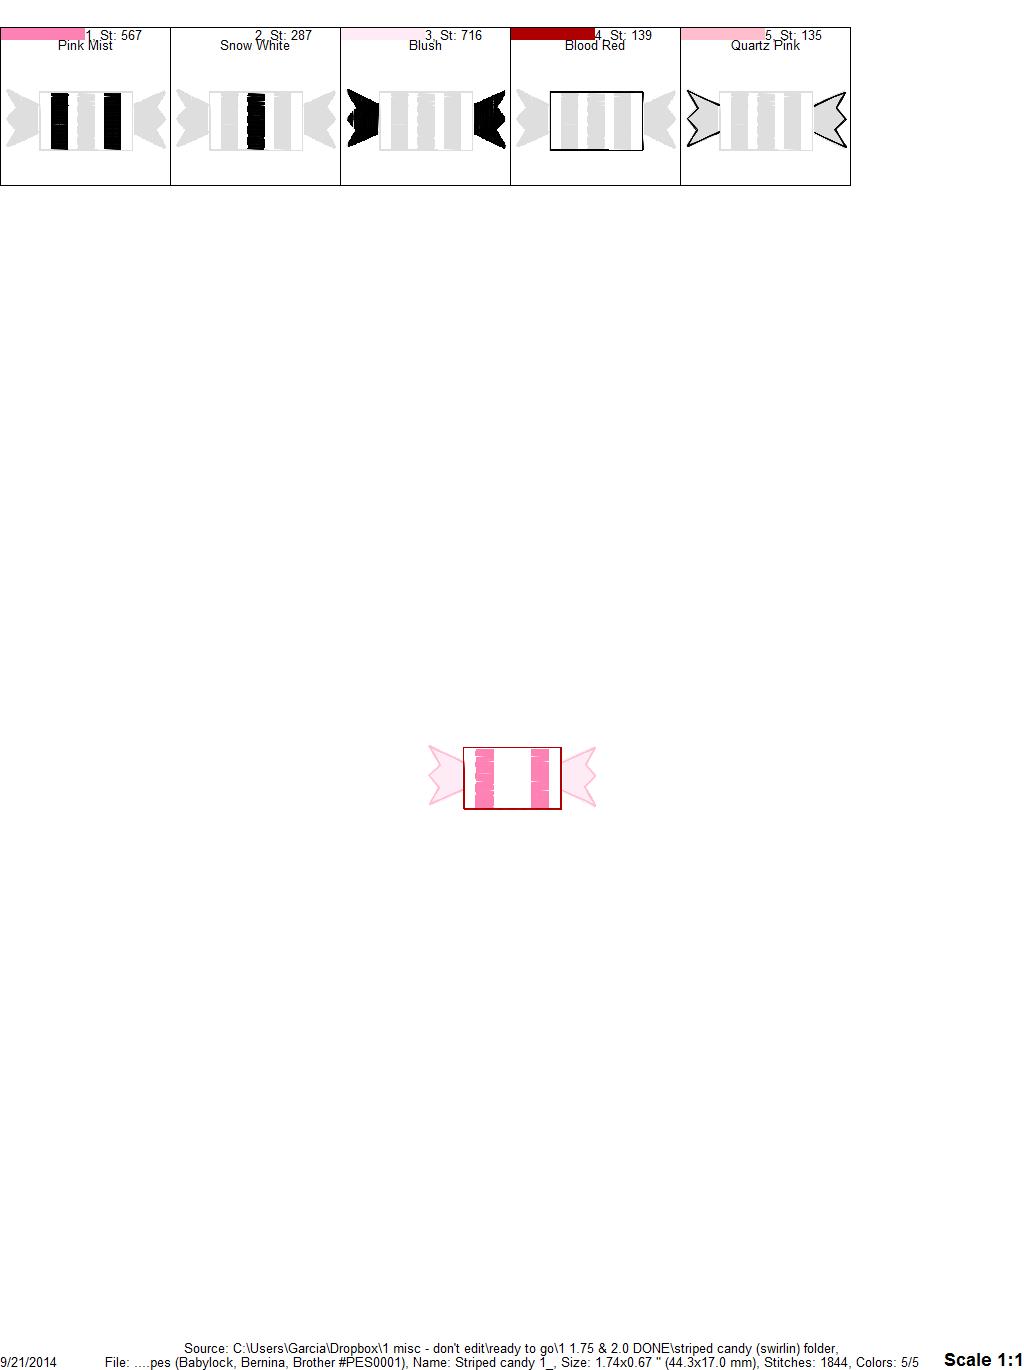 1, St: 567
Pink Mist
2, St: 287
Snow White
3, St: 716
Blush
4, St: 139
Blood Red
5, St: 135
Quartz Pink
Source: C:\Users\Garcia\Dropbox\1 misc - don't edit\ready to go\1 1.75 & 2.0 DONE\striped candy (swirlin) folder,
9/21/2014 File: ....pes (Babylock, Bernina, Brother #PES0001), Name: Striped candy 1_, Size: 1.74x0.67 " (44.3x17.0 mm), Stitches: 1844, Colors: 5/5 Scale 1:1